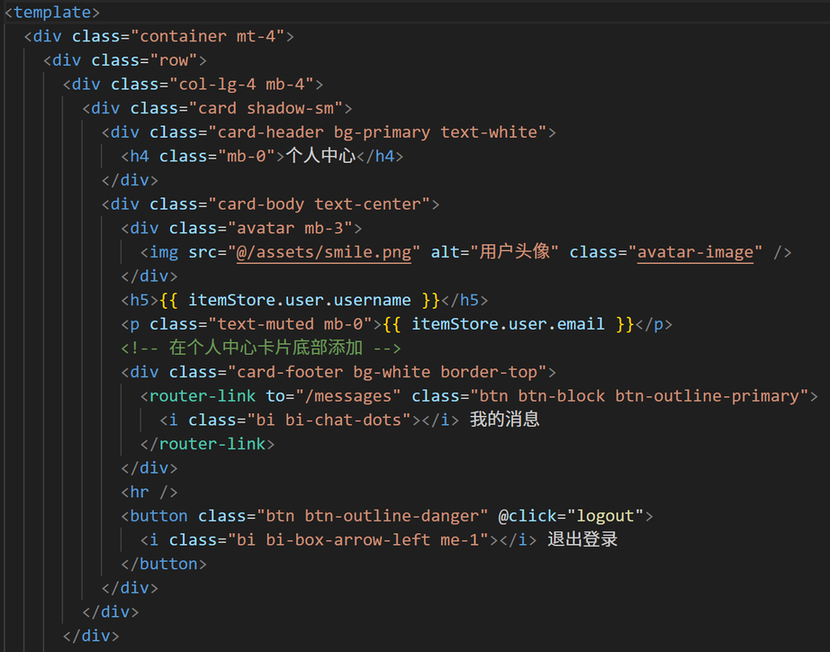 <template>
<div class="container mt-4">
<div class="row">
<div class="col-lg-4 mb-4">
<div class="card shadow-sm">
<div class="card-header bg-primary text-white">
<h4 class="mb-0">个人中心</h4>
</div>
<div class="card-body text-center">
<div class="avatar mb-3">
<img src="@/assets/smile.png" alt="用户头像" class="avatar-image" />
</div>
<h5>{{ itemStore.user.username }}</h5>
<p class="text-muted mb-0">{{ itemStore.user.email }}</p>
<!-- 在个人中心卡片底部添加 -->
<div class="card-footer bg-white border-top">
<router-link to="/messages" class="btn btn-block btn-outline-primary">
<i class="bi bi-chat-dots"></i> 我的消息
</router-link>
</div>
<hr />
<button class="btn btn-outline-danger" @click="logout">
<i class="bi bi-box-arrow-left me-1"></i> 退出登录
</button>
</div>
</div>
</div>